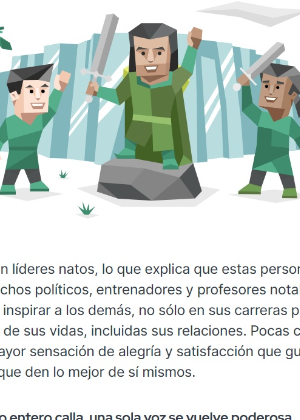 n líderes natos, lo que explica que estas person
chos políticos, entrenadores y profesores nota
inspirar a los demás, no sólo en sus carreras p
de sus vidas, incluidas sus relaciones. Pocas c
ayor sensación de alegría y satisfacción que gu
que den lo mejor de sí mismos.
o entero calla, una sola voz se vuelve poderosa